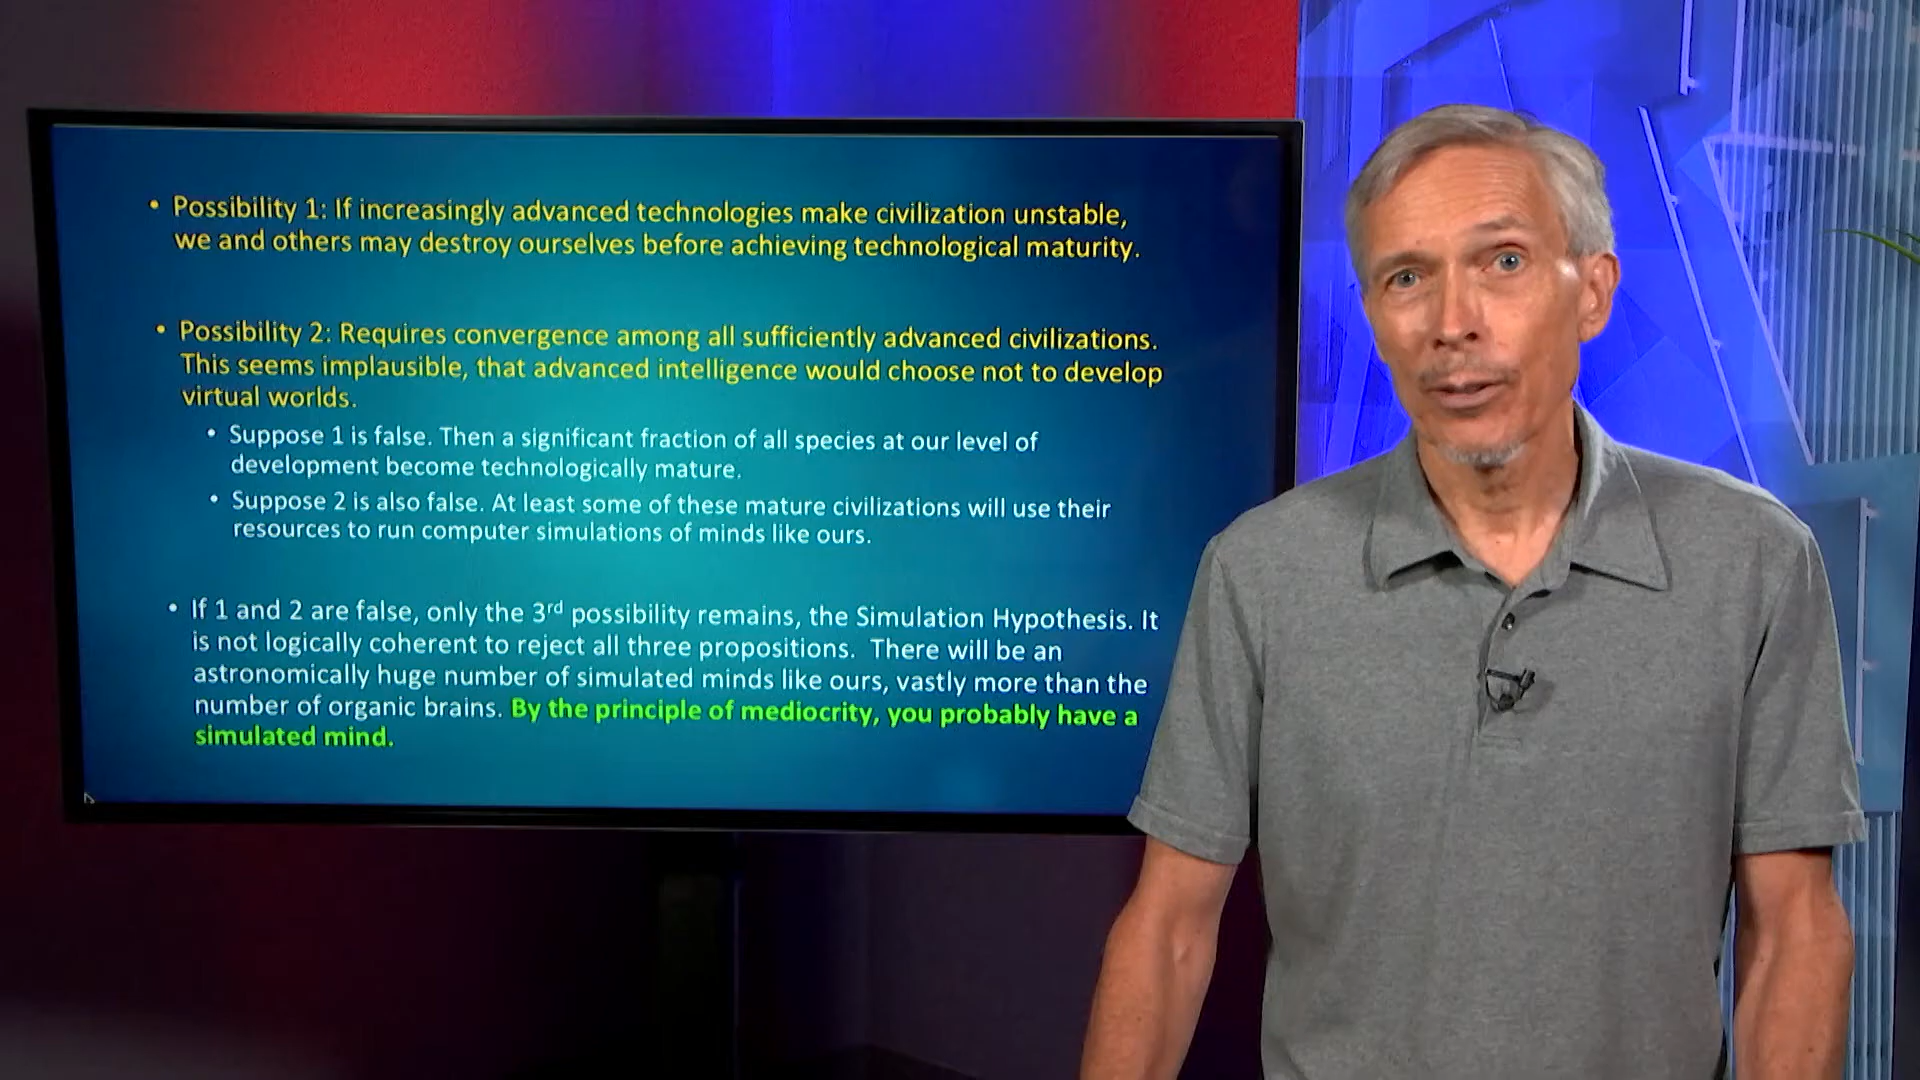 • Possibility 1: If increasingly advanced technologies make civilization unstable,
we and others may destroy ourselves before achieving technological maturity.
• Possibility 2: Requires convergence among all sufficiently advanced civilizations.
This seems implausible, that advanced intelligence would choose not to develop
virtual worlds.
• Suppose 1 is false. Then a significant fraction of all species at our level of
development become technologically mature.
• Suppose 2 is also false. At least some of these mature civilizations will use their
resources to run computer simulations of minds like ours.
• If 1 and 2 are false, only the 3rd possibility remains, the Simulation Hypothesis. It
is not logically coherent to reject all three propositions.  There will be an
astronomically huge number of simulated minds like ours, vastly more than the
number of organic brains. By the principle of mediocrity, you probably have a
simulated mind.